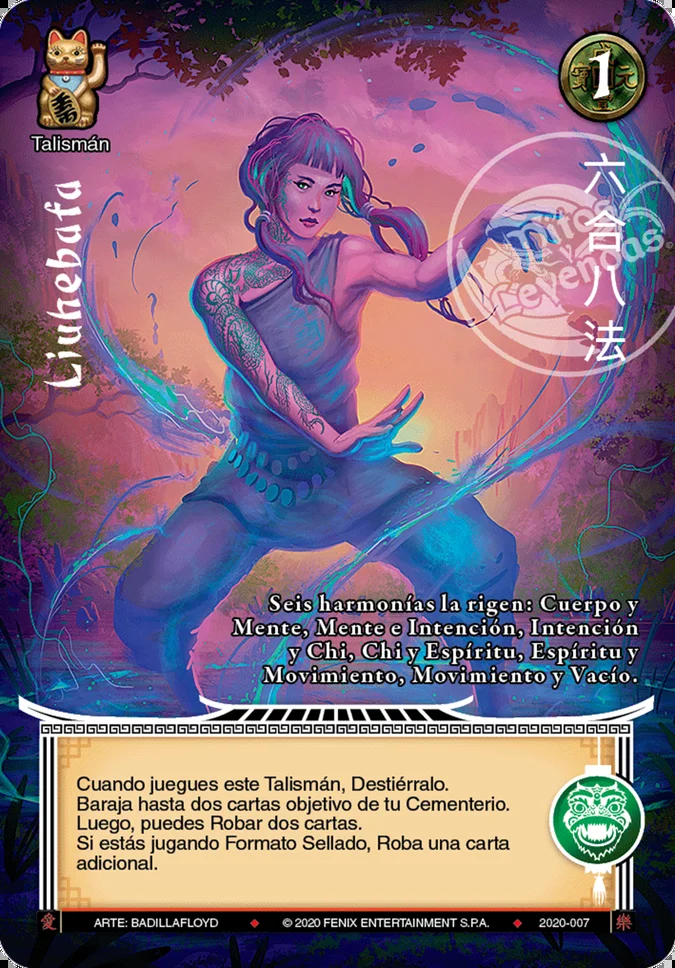 1
Talismán
Liuhebafa
六合八法
Mitos
y
Leyendas®
Seis harmonías la rigen: Cuerpo y
Mente, Mente e Intención, Intención
y Chi, Chi y Espíritu, Espíritu y
Movimiento, Movimiento y Vacío.
Cuando juegues este Talismán, Destiérralo.
Baraja hasta dos cartas objetivo de tu Cementerio.
Luego, puedes Robar dos cartas.
Si estás jugando Formato Sellado, Roba una carta
adicional.
愛 ARTE: BADILLAFLOYD ♦ © 2020 FENIX ENTERTAINMENT S.P.A. ♦ 2020-007 樂